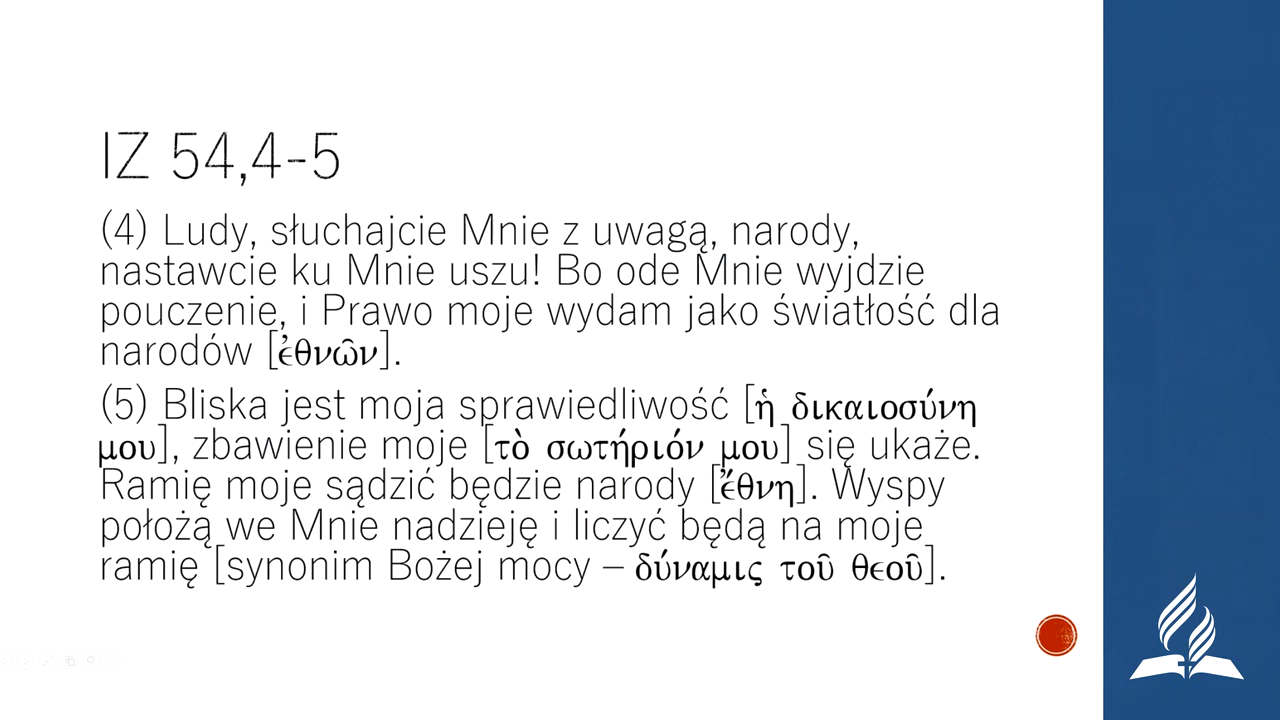 IZ 54,4-5
(4) Ludy, słuchajcie Mnie z uwagą, narody,
nastawcie ku Mnie uszu! Bo ode Mnie wyjdzie
pouczenie, i Prawo moje wydam jako światłość dla
narodów [ἐθνῶν].
(5) Bliska jest moja sprawiedliwość [ἡ δικαιοσύνη
μου], zbawienie moje [τὸ σωτήριόν μου] się ukaże.
Ramię moje sądzić będzie narody [ἔθνη]. Wyspy
położą we Mnie nadzieję i liczyć będą na moje
ramię [synonim Bożej mocy – δύναμις τοῦ θεοῦ].